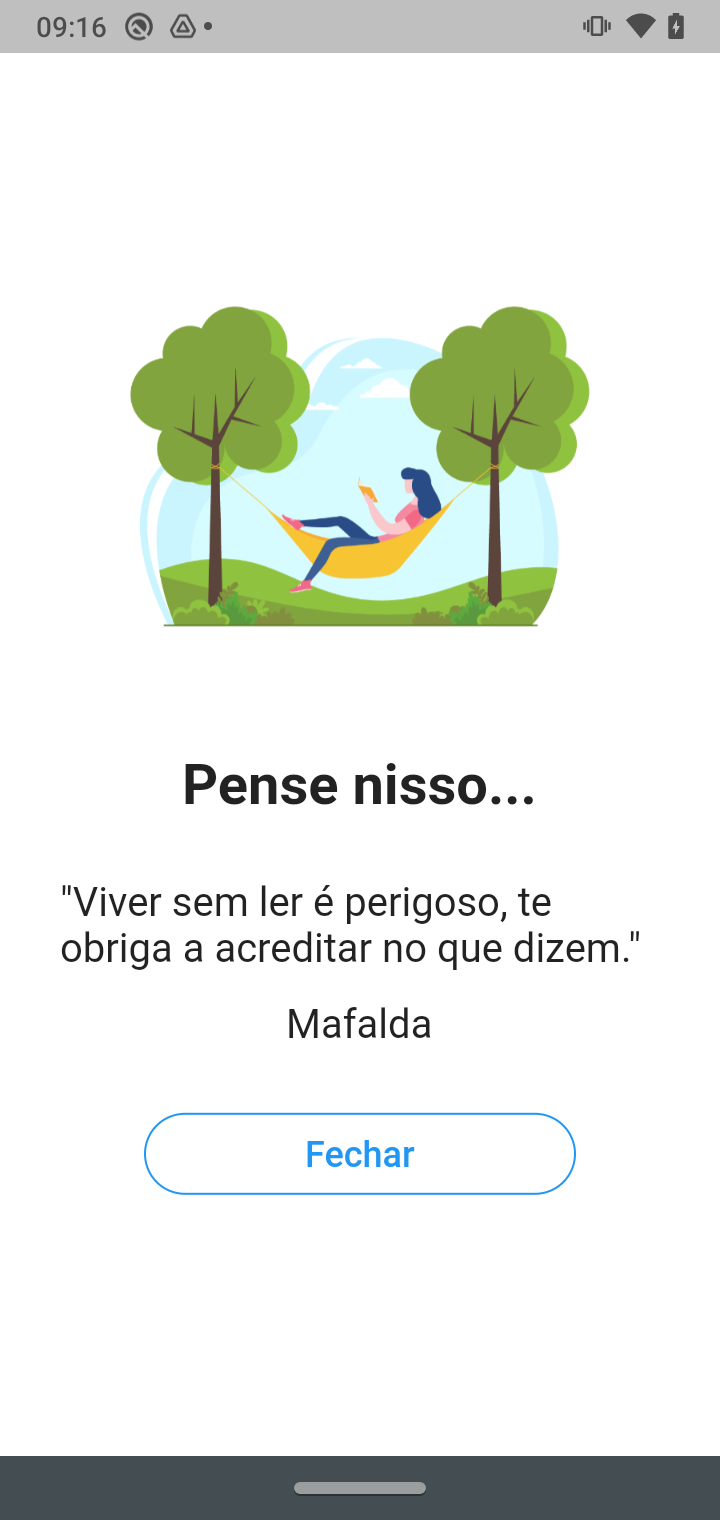 09:16
Pense nisso...
"Viver sem ler é perigoso, te
obriga a acreditar no que dizem."
Mafalda
Fechar